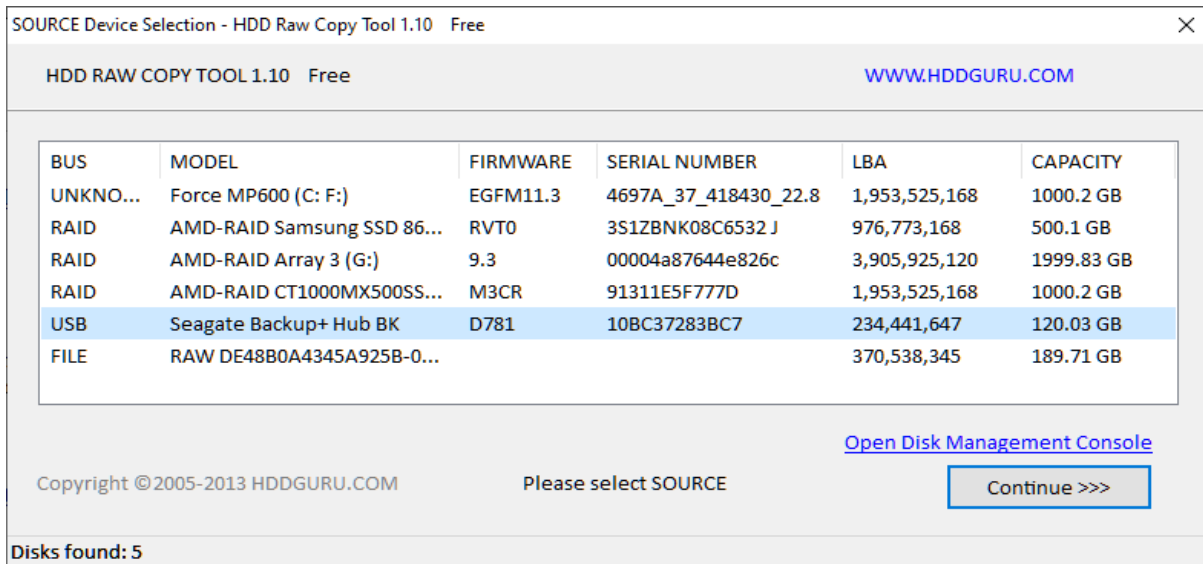 SOURCE Device Selection - HDD Raw Copy Tool 1.10 Free
HDD RAW COPY TOOL 1.10 Free WWW.HDDGURU.COM
BUS MODEL FIRMWARE SERIAL NUMBER LBA CAPACITY
UNKNO... Force MP600 (C: F:) EGFM11.3 4697A_37_418430_22.8 1,953,525,168 1000.2 GB
RAID AMD-RAID Samsung SSD 86... RVT0 3S1ZBNK08C6532 J 976,773,168 500.1 GB
RAID AMD-RAID Array 3 (G:) 9.3 00004a87644e826c 3,905,925,120 1999.83 GB
RAID AMD-RAID CT1000MX500SS... M3CR 91311E5F777D 1,953,525,168 1000.2 GB
USB Seagate Backup+ Hub BK D781 10BC37283BC7 234,441,647 120.03 GB
FILE RAW DE48B0A4345A925B-0... 370,538,345 189.71 GB
Open Disk Management Console
Copyright ©2005-2013 HDDGURU.COM Please select SOURCE Continue >>>
Disks found: 5